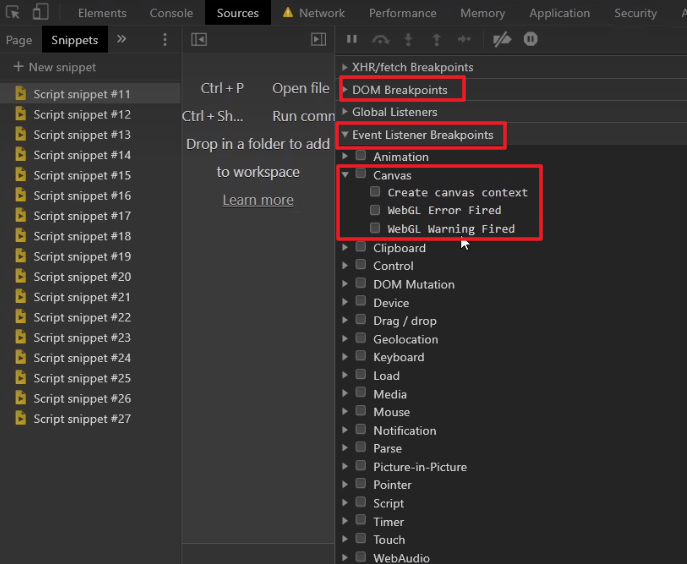 Elements Console Sources Network Performance Memory Application Security
Page Snippets »
+ New snippet
Script snippet #11
Script snippet #12
Script snippet #13
Script snippet #14
Script snippet #15
Script snippet #16
Script snippet #17
Script snippet #18
Script snippet #19
Script snippet #20
Script snippet #21
Script snippet #22
Script snippet #23
Script snippet #24
Script snippet #25
Script snippet #26
Script snippet #27
Ctrl + P Open file
Ctrl + Sh... Run comm
Drop in a folder to add
to workspace
Learn more
XHR/fetch Breakpoints
DOM Breakpoints
Global Listeners
Event Listener Breakpoints
Animation
Canvas
Create canvas context
WebGL Error Fired
WebGL Warning Fired
Clipboard
Control
DOM Mutation
Device
Drag / drop
Geolocation
Keyboard
Load
Media
Mouse
Notification
Parse
Picture-in-Picture
Pointer
Script
Timer
Touch
WebAudio